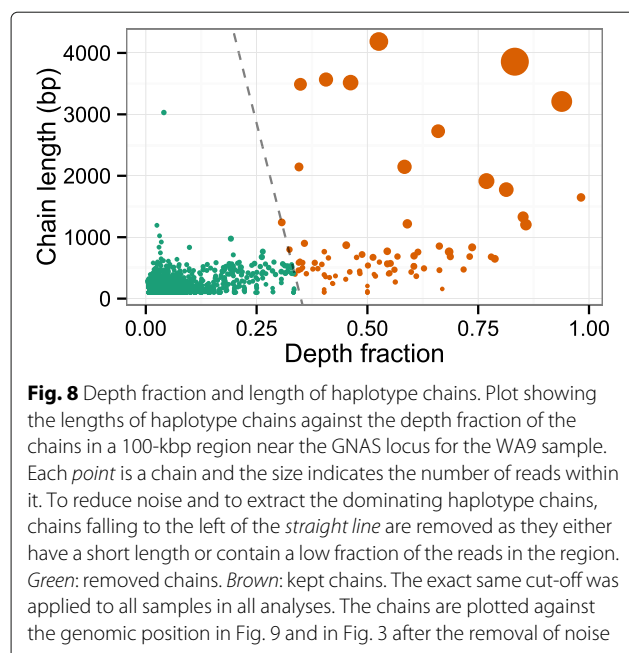 4000
3000
2000
1000
0
Chain length (bp)
0.00 0.25 0.50 0.75 1.00
Depth fraction
Fig. 8 Depth fraction and length of haplotype chains. Plot showing
the lengths of haplotype chains against the depth fraction of the
chains in a 100-kbp region near the GNAS locus for the WA9 sample.
Each point is a chain and the size indicates the number of reads within
it. To reduce noise and to extract the dominating haplotype chains,
chains falling to the left of the straight line are removed as they either
have a short length or contain a low fraction of the reads in the region.
Green: removed chains. Brown: kept chains. The exact same cut-off was
applied to all samples in all analyses. The chains are plotted against
the genomic position in Fig. 9 and in Fig. 3 after the removal of noise